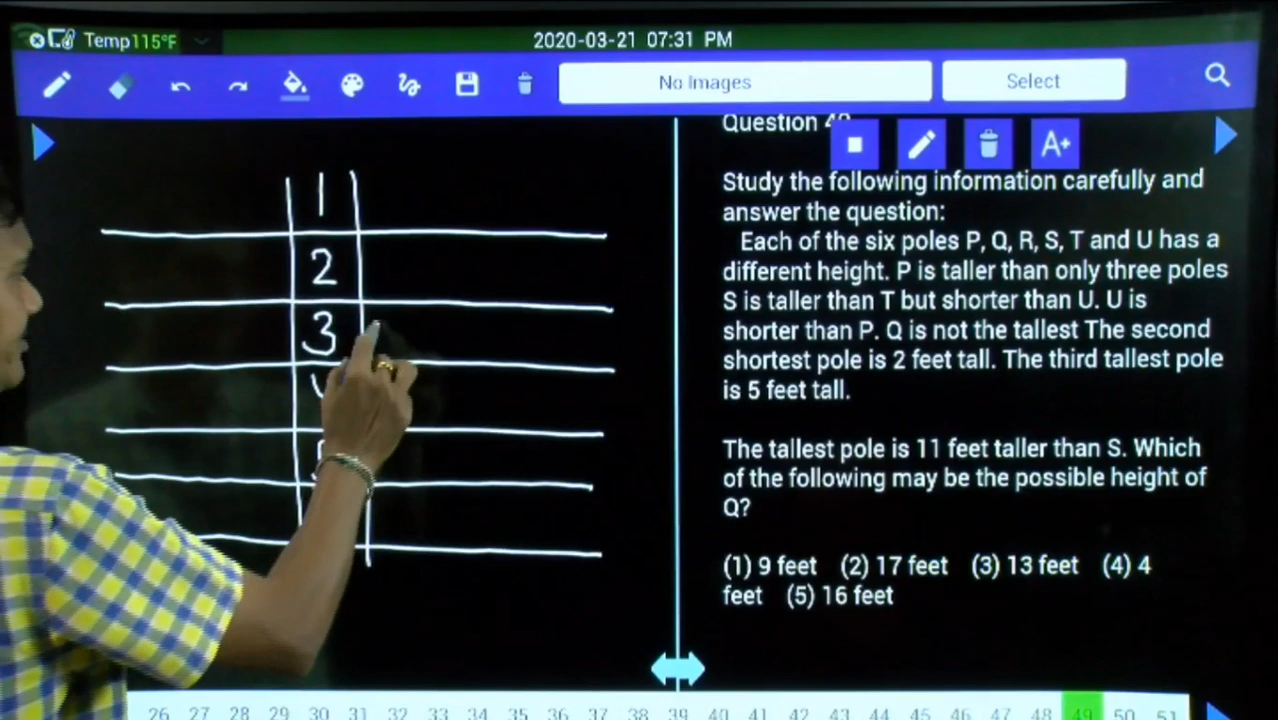 Temp115°F
2020-03-21 07:31 PM
No Images
Select
Question
A+
Study the following information carefully and
answer the question:
Each of the six poles P, Q, R, S, T and U has a
different height. P is taller than only three poles
S is taller than T but shorter than U. U is
shorter than P. Q is not the tallest The second
shortest pole is 2 feet tall. The third tallest pole
is 5 feet tall.
The tallest pole is 11 feet taller than S. Which
of the following may be the possible height of
Q?
(1) 9 feet (2) 17 feet (3) 13 feet (4) 4
feet (5) 16 feet
1
2
3
26 27 28 29 30 31 32 33 34 35 36 37 38 39 40 41 42 43 44 45 46 47 48 49 50 51